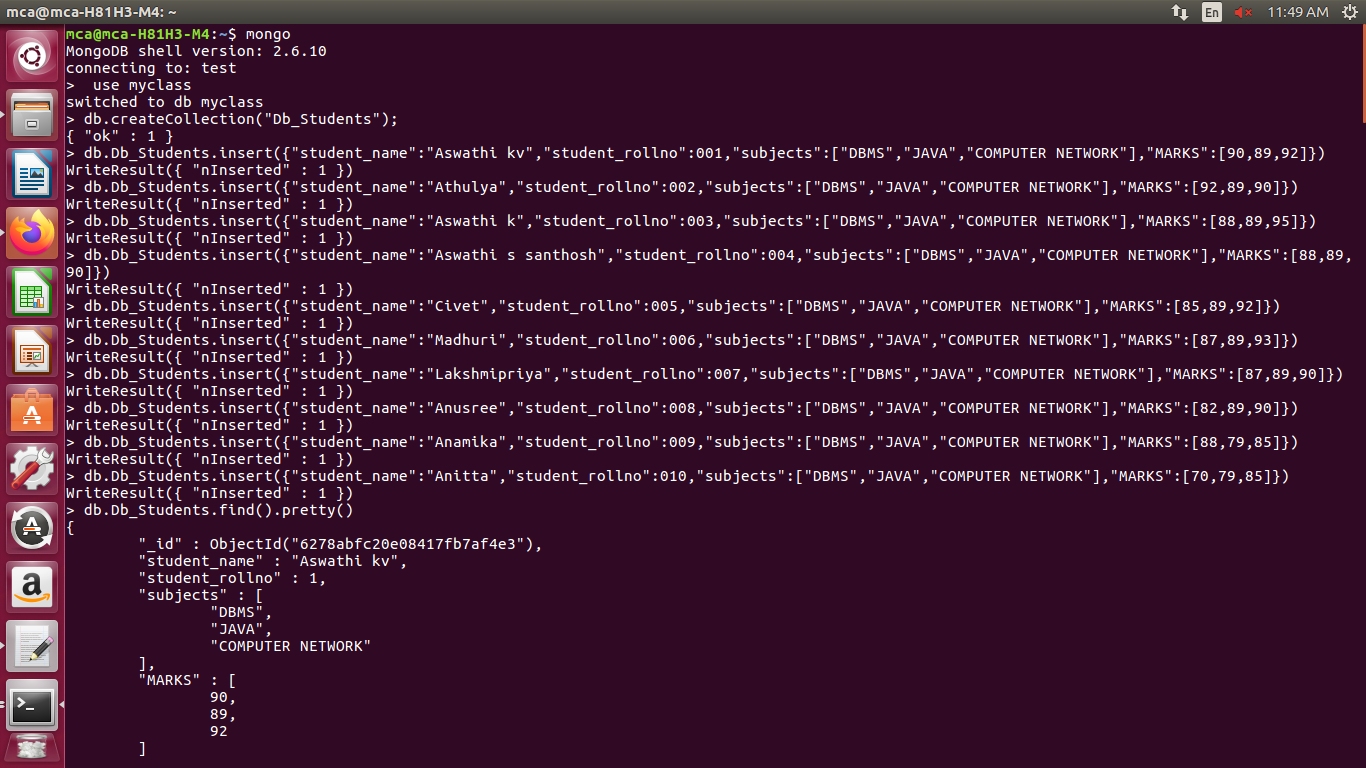 mca@mca-H81H3-M4: ~
En
11:49 AM
mca@mca-H81H3-M4:~$ mongo
MongoDB shell version: 2.6.10
connecting to: test
>  use myclass
switched to db myclass
> db.createCollection("Db_Students");
{ "ok" : 1 }
> db.Db_Students.insert({"student_name":"Aswathi kv","student_rollno":001,"subjects":["DBMS","JAVA","COMPUTER NETWORK"],"MARKS":[90,89,92]})
WriteResult({ "nInserted" : 1 })
> db.Db_Students.insert({"student_name":"Athulya","student_rollno":002,"subjects":["DBMS","JAVA","COMPUTER NETWORK"],"MARKS":[92,89,90]})
WriteResult({ "nInserted" : 1 })
> db.Db_Students.insert({"student_name":"Aswathi k","student_rollno":003,"subjects":["DBMS","JAVA","COMPUTER NETWORK"],"MARKS":[88,89,95]})
WriteResult({ "nInserted" : 1 })
> db.Db_Students.insert({"student_name":"Aswathi s santhosh","student_rollno":004,"subjects":["DBMS","JAVA","COMPUTER NETWORK"],"MARKS":[88,89,
90]})
WriteResult({ "nInserted" : 1 })
> db.Db_Students.insert({"student_name":"Civet","student_rollno":005,"subjects":["DBMS","JAVA","COMPUTER NETWORK"],"MARKS":[85,89,92]})
WriteResult({ "nInserted" : 1 })
> db.Db_Students.insert({"student_name":"Madhuri","student_rollno":006,"subjects":["DBMS","JAVA","COMPUTER NETWORK"],"MARKS":[87,89,93]})
WriteResult({ "nInserted" : 1 })
> db.Db_Students.insert({"student_name":"Lakshmipriya","student_rollno":007,"subjects":["DBMS","JAVA","COMPUTER NETWORK"],"MARKS":[87,89,90]})
WriteResult({ "nInserted" : 1 })
> db.Db_Students.insert({"student_name":"Anusree","student_rollno":008,"subjects":["DBMS","JAVA","COMPUTER NETWORK"],"MARKS":[82,89,90]})
WriteResult({ "nInserted" : 1 })
> db.Db_Students.insert({"student_name":"Anamika","student_rollno":009,"subjects":["DBMS","JAVA","COMPUTER NETWORK"],"MARKS":[88,79,85]})
WriteResult({ "nInserted" : 1 })
> db.Db_Students.insert({"student_name":"Anitta","student_rollno":010,"subjects":["DBMS","JAVA","COMPUTER NETWORK"],"MARKS":[70,79,85]})
WriteResult({ "nInserted" : 1 })
> db.Db_Students.find().pretty()
{
"_id" : ObjectId("6278abfc20e08417fb7af4e3"),
"student_name" : "Aswathi kv",
"student_rollno" : 1,
"subjects" : [
"DBMS",
"JAVA",
"COMPUTER NETWORK"
],
"MARKS" : [
90,
89,
92
]